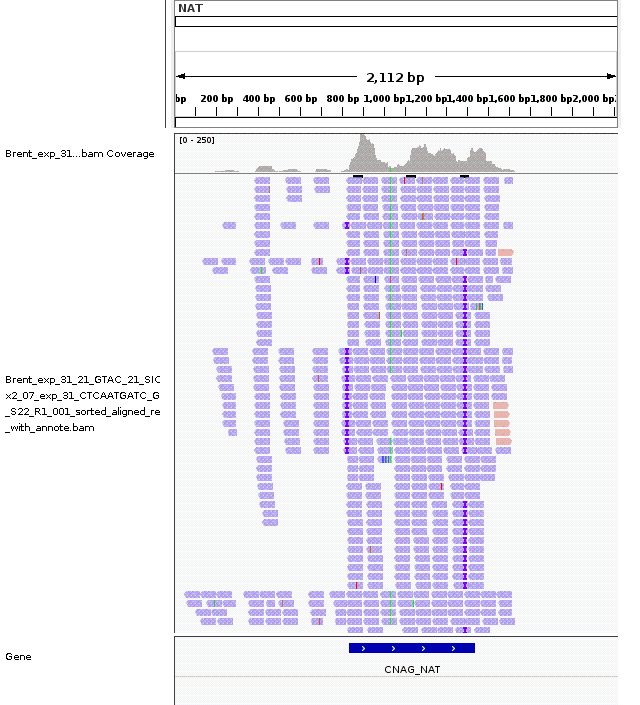 NAT
2,112 bp
bp 200 bp 400 bp 600 bp 800 bp 1,000 bp 1,200 bp 1,400 bp 1,600 bp 1,800 bp 2,000 bp
[0 - 250]
Brent_exp_31...bam Coverage
Brent_exp_31_21_GTAC_21_SIC
x2_07_exp_31_CTCAATGATC_G
_S22_R1_001_sorted_aligned_re
_with_annote.bam
Gene
CNAG_NAT